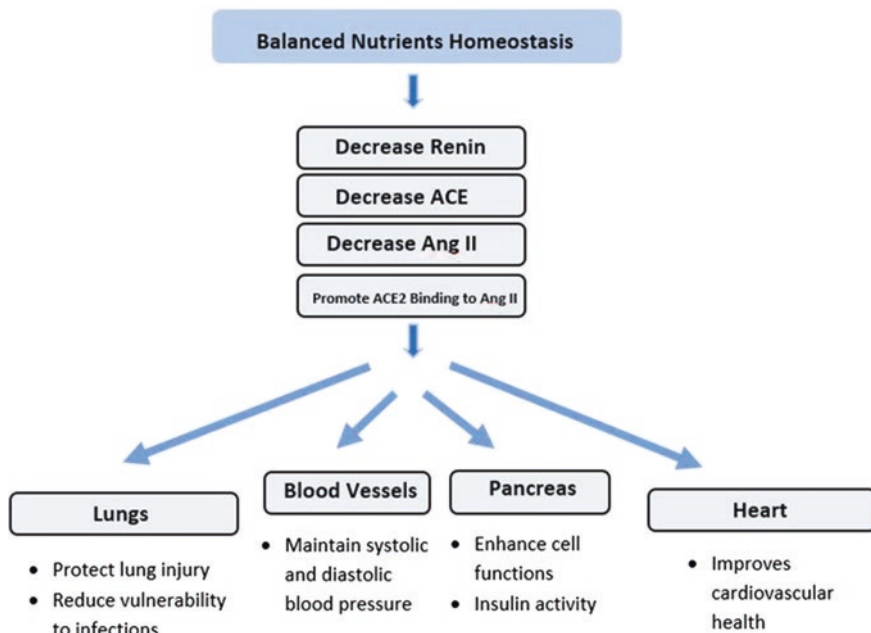 Balanced Nutrients Homeostasis
Decrease Renin
Decrease ACE
Decrease Ang II
Promote ACE2 Binding to Ang II
Lungs
• Protect lung injury
• Reduce vulnerability
to infections
Blood Vessels
• Maintain systolic
and diastolic
blood pressure
Pancreas
• Enhance cell
functions
• Insulin activity
Heart
• Improves
cardiovascular
health